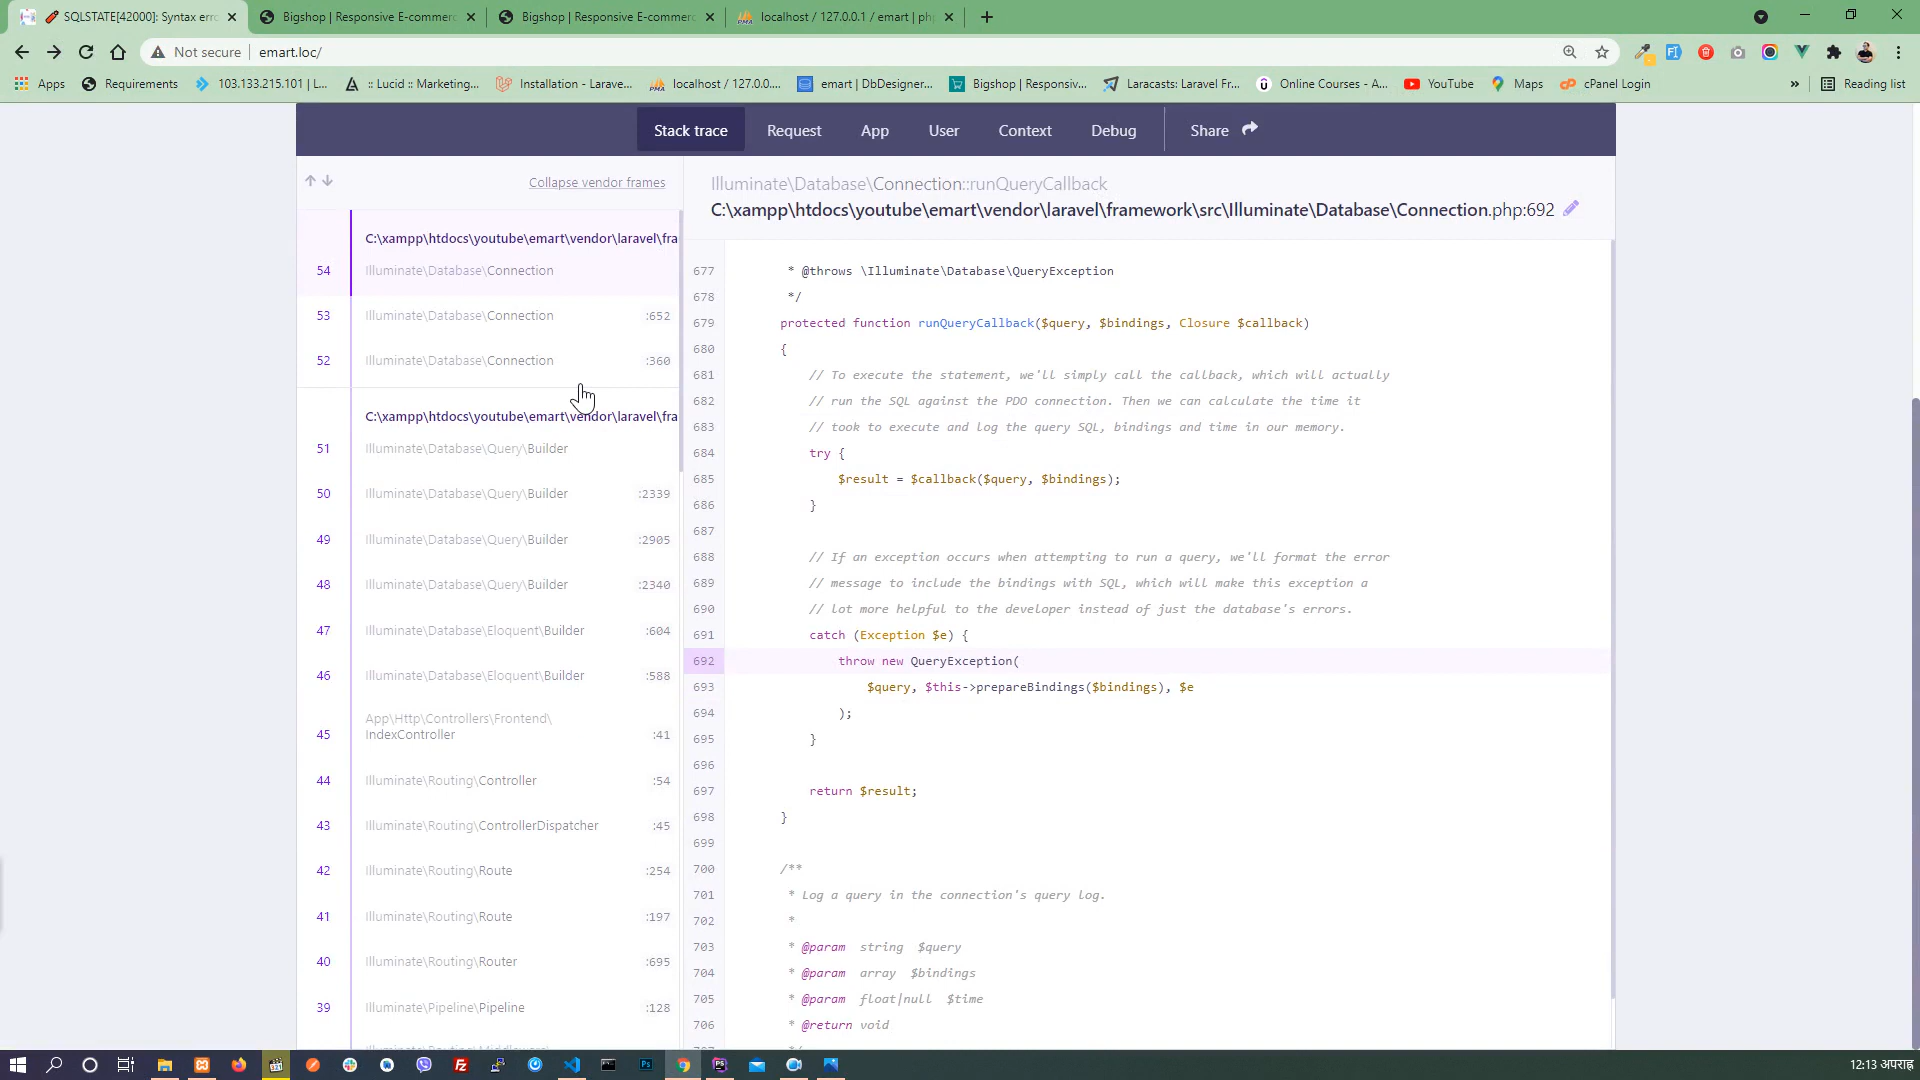 SQLSTATE[42000]: Syntax erro
Bigshop | Responsive E-commerc
Bigshop | Responsive E-commerc
localhost / 127.0.0.1 / emart | ph
Not secure
emart.loc/
Apps
Requirements
103.133.215.101 | L...
:: Lucid :: Marketing...
Installation - Larave...
localhost / 127.0.0....
emart | DbDesigner...
Bigshop | Responsiv...
Laracasts: Laravel Fr...
Online Courses - A...
YouTube
Maps
cPanel Login
»
Reading list
Stack trace
Request
App
User
Context
Debug
Share
Collapse vendor frames
C:\xampp\htdocs\youtube\emart\vendor\laravel\fra
54 Illuminate\Database\Connection
53 Illuminate\Database\Connection :652
52 Illuminate\Database\Connection :360
C:\xampp\htdocs\youtube\emart\vendor\laravel\fra
51 Illuminate\Database\Query\Builder
50 Illuminate\Database\Query\Builder :2339
49 Illuminate\Database\Query\Builder :2905
48 Illuminate\Database\Query\Builder :2340
47 Illuminate\Database\Eloquent\Builder :604
46 Illuminate\Database\Eloquent\Builder :588
App\Http\Controllers\Frontend\
45 IndexController :41
44 Illuminate\Routing\Controller :54
43 Illuminate\Routing\ControllerDispatcher :45
42 Illuminate\Routing\Route :254
41 Illuminate\Routing\Route :197
40 Illuminate\Routing\Router :695
39 Illuminate\Pipeline\Pipeline :128
Illuminate\Database\Connection::runQueryCallback
C:\xampp\htdocs\youtube\emart\vendor\laravel\framework\src\Illuminate\Database\Connection.php:692
677 * @throws \Illuminate\Database\QueryException
678 */
679 protected function runQueryCallback($query, $bindings, Closure $callback)
680 {
681 // To execute the statement, we'll simply call the callback, which will actually
682 // run the SQL against the PDO connection. Then we can calculate the time it
683 // took to execute and log the query SQL, bindings and time in our memory.
684 try {
685 $result = $callback($query, $bindings);
686 }
687
688 // If an exception occurs when attempting to run a query, we'll format the error
689 // message to include the bindings with SQL, which will make this exception a
690 // lot more helpful to the developer instead of just the database's errors.
691 catch (Exception $e) {
692 throw new QueryException(
693 $query, $this->prepareBindings($bindings), $e
694 );
695 }
696
697 return $result;
698 }
699
700 /**
701 * Log a query in the connection's query log.
702 *
703 * @param string $query
704 * @param array $bindings
705 * @param float|null $time
706 * @return void
12:13 अपराह्न